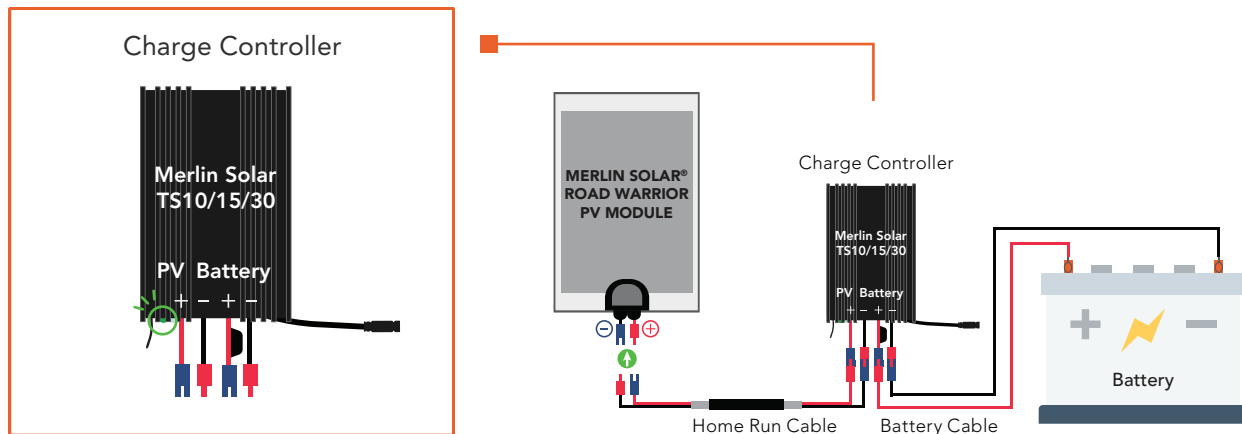 Charge Controller
Merlin Solar
TS10/15/30
PV Battery
+ − + −
MERLIN SOLAR®
ROAD WARRIOR
PV MODULE
− +
Home Run Cable
Charge Controller
Merlin Solar
TS10/15/30
PV Battery
+ − + −
Battery Cable
+ −
Battery